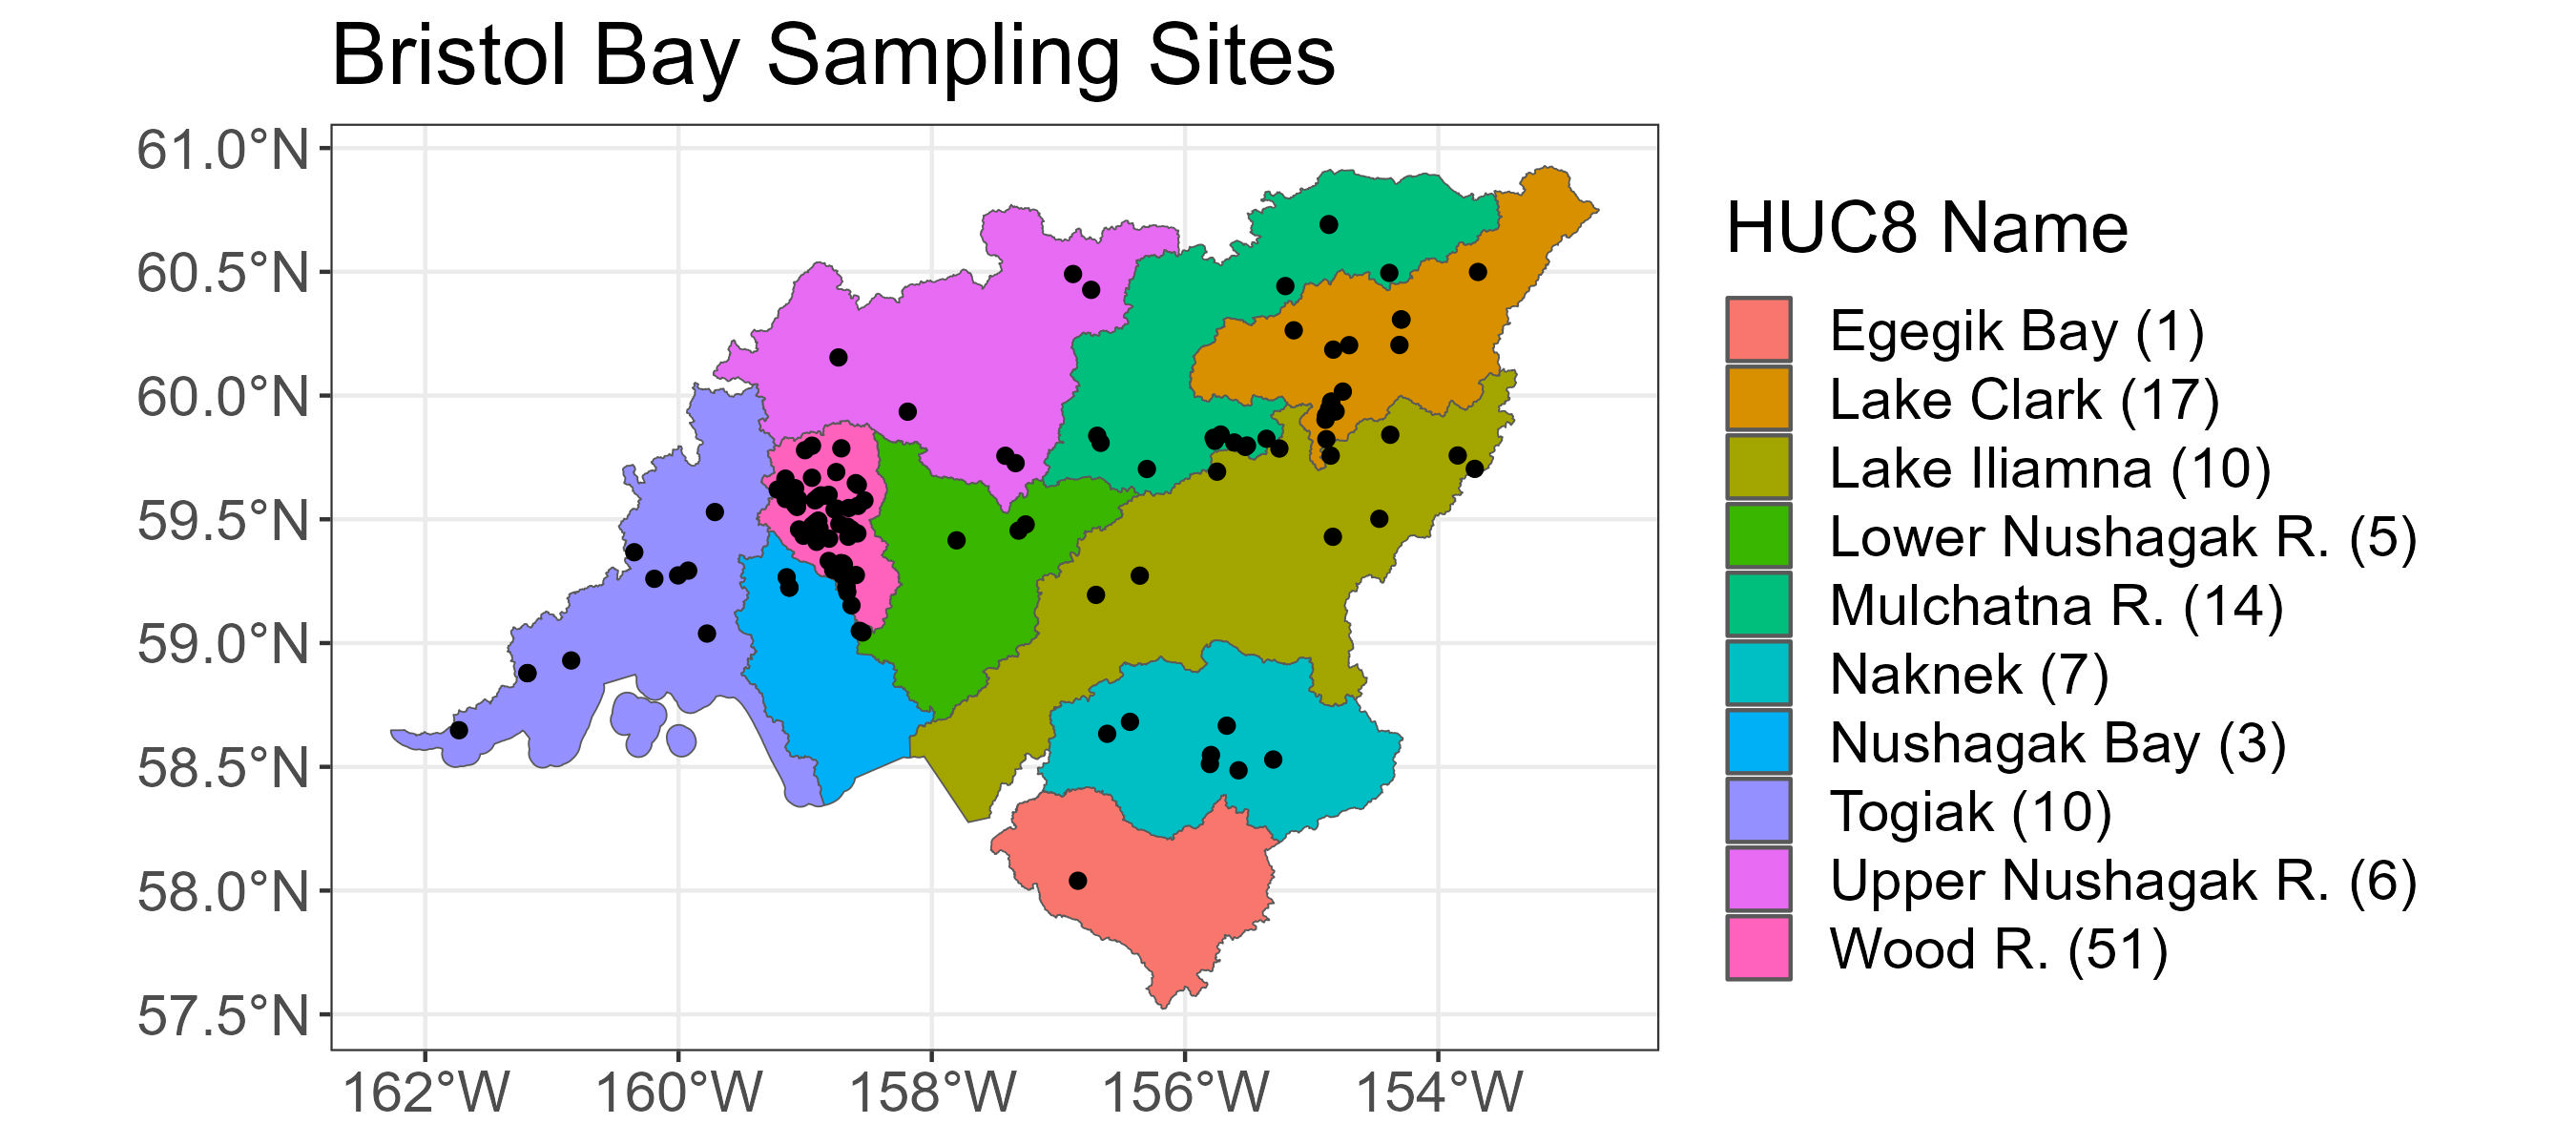 Bristol Bay Sampling Sites
61.0°N
60.5°N
60.0°N
59.5°N
59.0°N
58.5°N
58.0°N
57.5°N
162°W 160°W 158°W 156°W 154°W
HUC8 Name
Egegik Bay (1)
Lake Clark (17)
Lake Iliamna (10)
Lower Nushagak R. (5)
Mulchatna R. (14)
Naknek (7)
Nushagak Bay (3)
Togiak (10)
Upper Nushagak R. (6)
Wood R. (51)